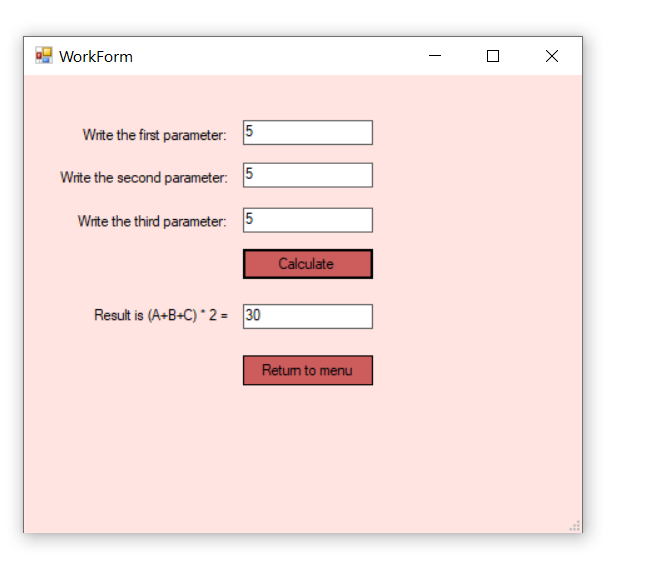 WorkForm
Write the first parameter: 5
Write the second parameter: 5
Write the third parameter: 5
Calculate
Result is (A+B+C) * 2 = 30
Return to menu